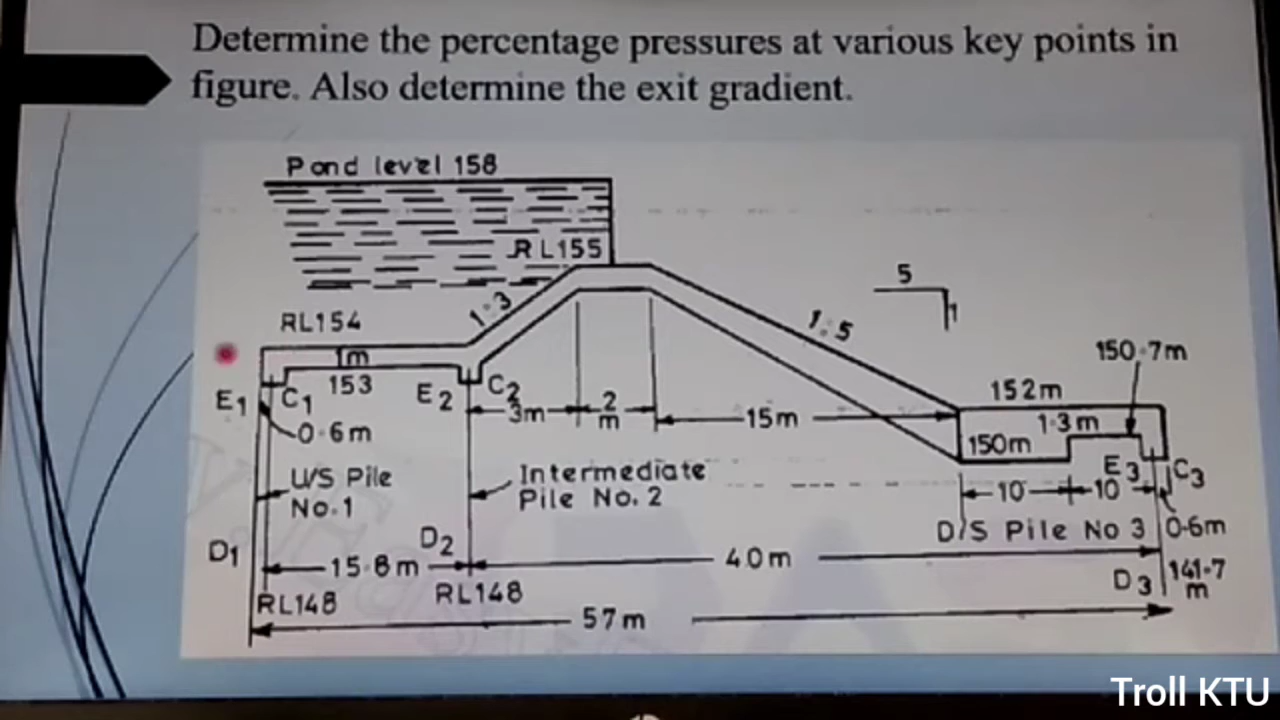 Determine the percentage pressures at various key points in
figure. Also determine the exit gradient.
Pond level 158
RL155
5
1
1:3
1:5
RL154
1m
153
150.7m
152m
1.3m
150m
E1
C1
E2
C2
3m
2
m
15m
0.6m
U/S Pile
No.1
Intermediate
Pile No. 2
E3
C3
10
10
D/S Pile No 3
0.6m
D1
D2
15.8m
40m
D3
141.7
m
RL148
RL148
57m
Troll KTU